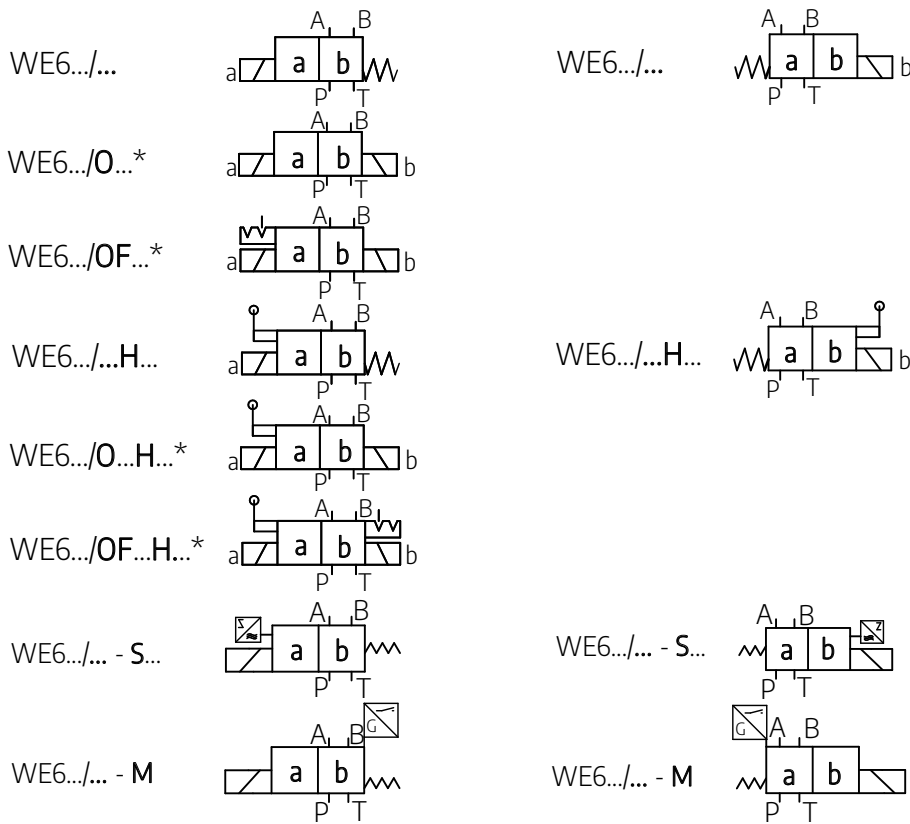 A B
WE6.../... a a b
P T
A B
WE6.../... a b b
P T
A B
WE6.../O...* a a b b
P T
A B
WE6.../OF...* a a b b
P T
A B
WE6.../...H... a a b
P T
A B
WE6.../...H... a b b
P T
A B
WE6.../O...H...* a a b b
P T
A B
WE6.../OF...H...* a a b b
P T
A B
WE6.../... - S... a b
P T
A B
WE6.../... - S... a b
P T
A B G
WE6.../... - M a b
P T
G A B
WE6.../... - M a b
P T